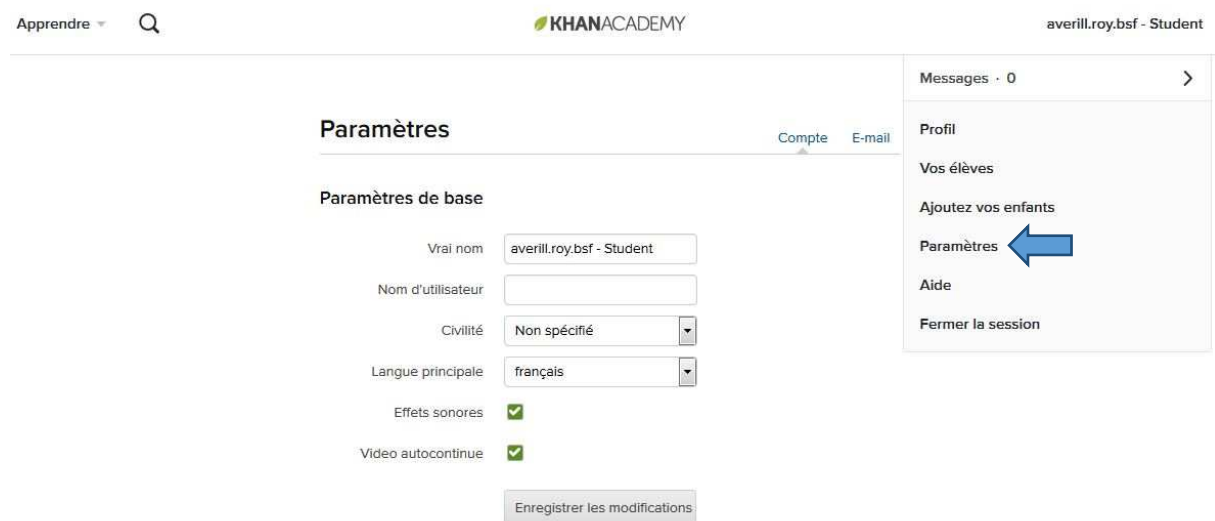 Apprendre
KHANACADEMY
averill.roy.bsf - Student
Messages · 0
Profil
Vos élèves
Ajoutez vos enfants
Paramètres
Aide
Fermer la session
Paramètres
Compte E-mail
Paramètres de base
Vrai nom averill.roy.bsf - Student
Nom d'utilisateur
Civilité Non spécifié
Langue principale français
Effets sonores
Video autocontinue
Enregistrer les modifications